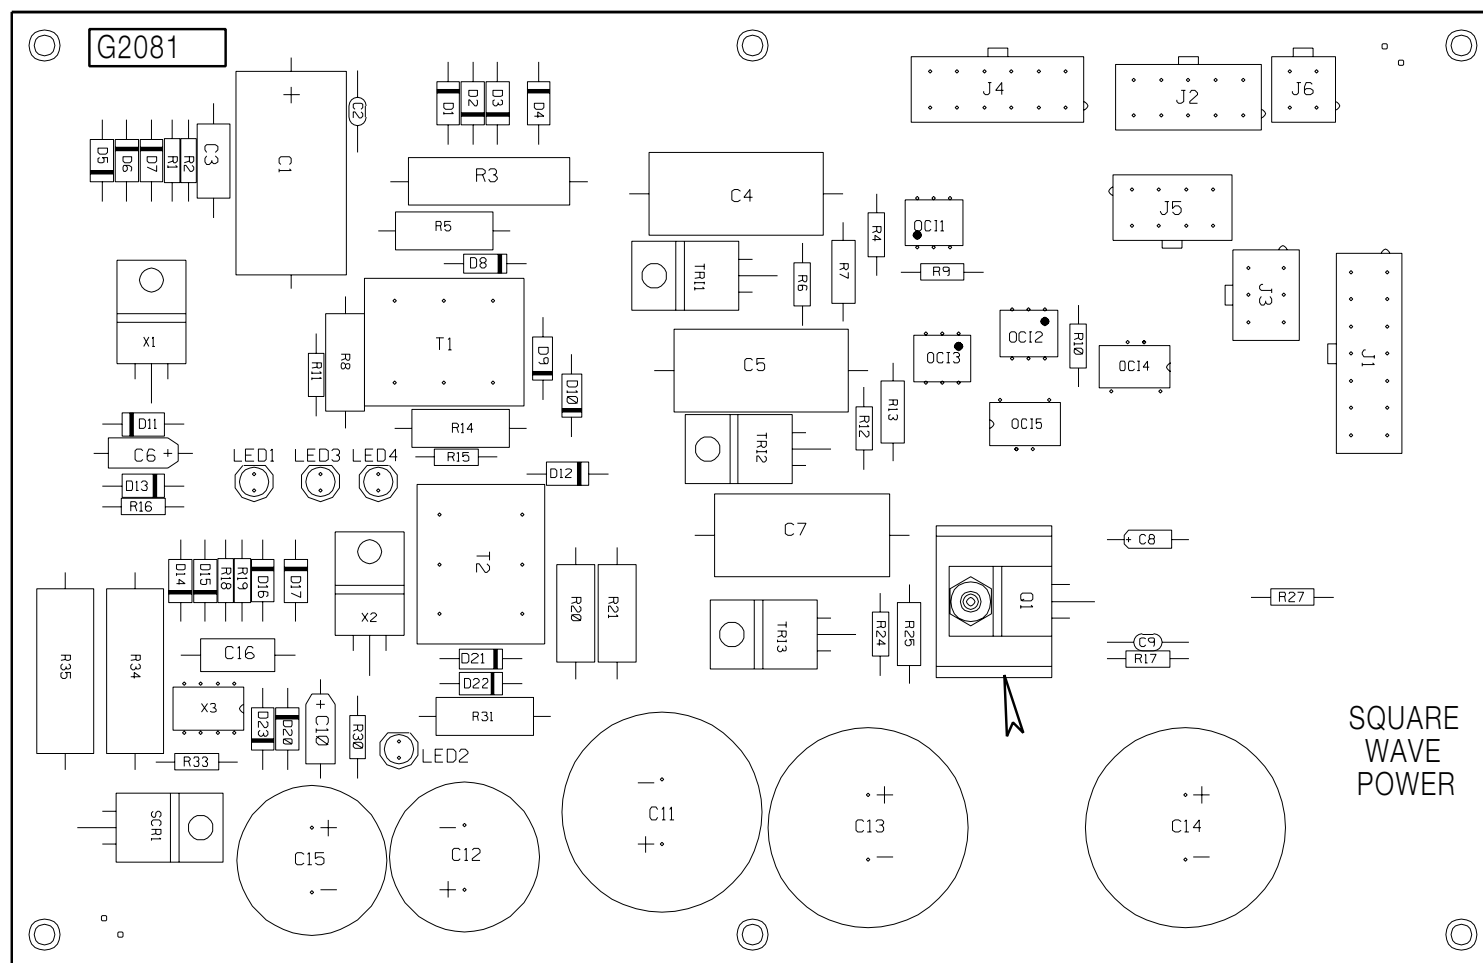 G2081
J4
J2
J6
D1
D2
D3
D4
C2
C1
+
C3
D5
D6
D7
R1
R2
R3
R5
D8
C4
J5
R4
OCI1
R9
TRI1
R6
R7
X1
T1
R8
R11
D9
D10
C5
OCI3
OCI2
R10
OCI4
J3
J1
OCI5
R14
R15
R12
R13
TRI2
D11
C6 +
D13
R16
LED1
LED3
LED4
D12
C7
+ C8
T2
X2
D14
D15
R18
R19
D16
D17
R20
R21
Q1
R27
TRI3
R24
R25
C9
R17
R35
R34
C16
D21
D22
R31
X3
D23
D20
+ C10
R30
LED2
R33
SQUARE
WAVE
POWER
SCR1
+
C15
−
−
C12
+
−
C11
+
+
C13
−
+
C14
−